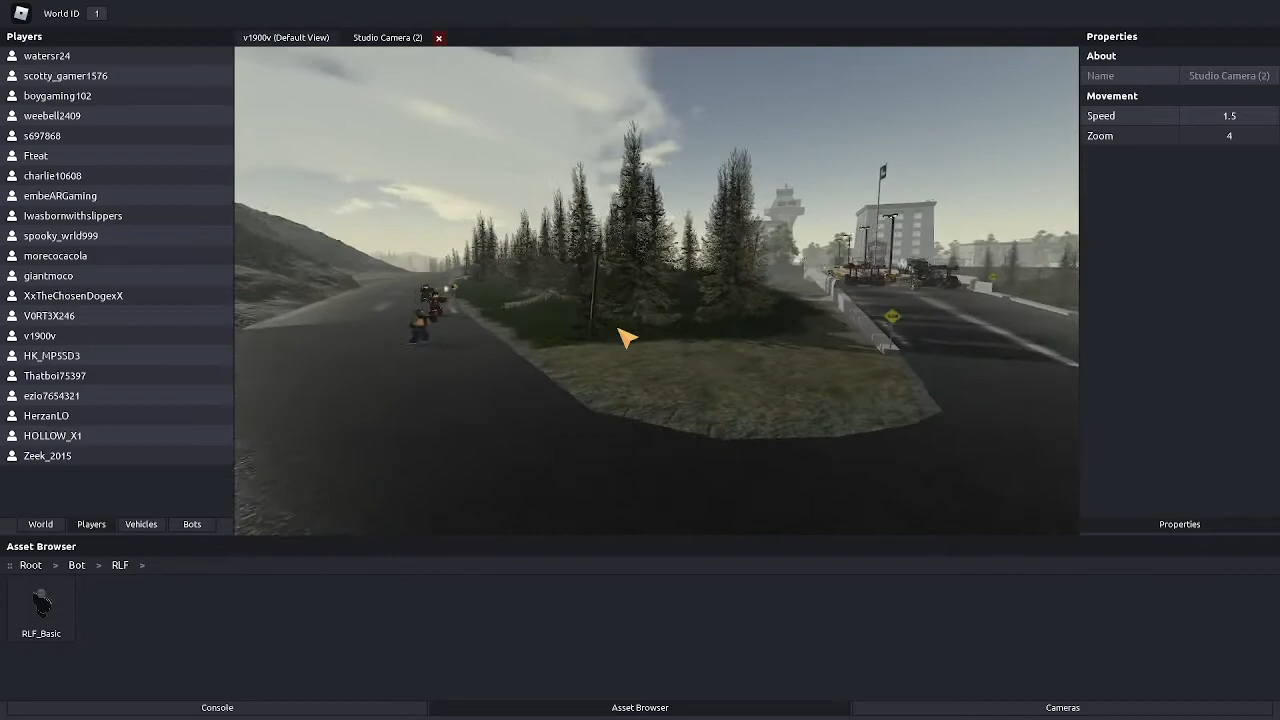 World ID 1
Players
v1900v (Default View) Studio Camera (2) x
Properties
watersr24
scotty_gamer1576
boygaming102
weebell2409
s697868
Fteat
charlie10608
embeARGaming
Iwasbornwithslippers
spooky_wrld999
morecocacola
giantmoco
XxTheChosenDogexX
V0RT3X246
v1900v
HK_MP5SD3
Thatboi75397
ezio7654321
HerzanLO
HOLLOW_X1
Zeek_2015
About
Name Studio Camera (2)
Movement
Speed 1.5
Zoom 4
World Players Vehicles Bots
Properties
Asset Browser
:: Root > Bot > RLF >
RLF_Basic
Console Asset Browser Cameras